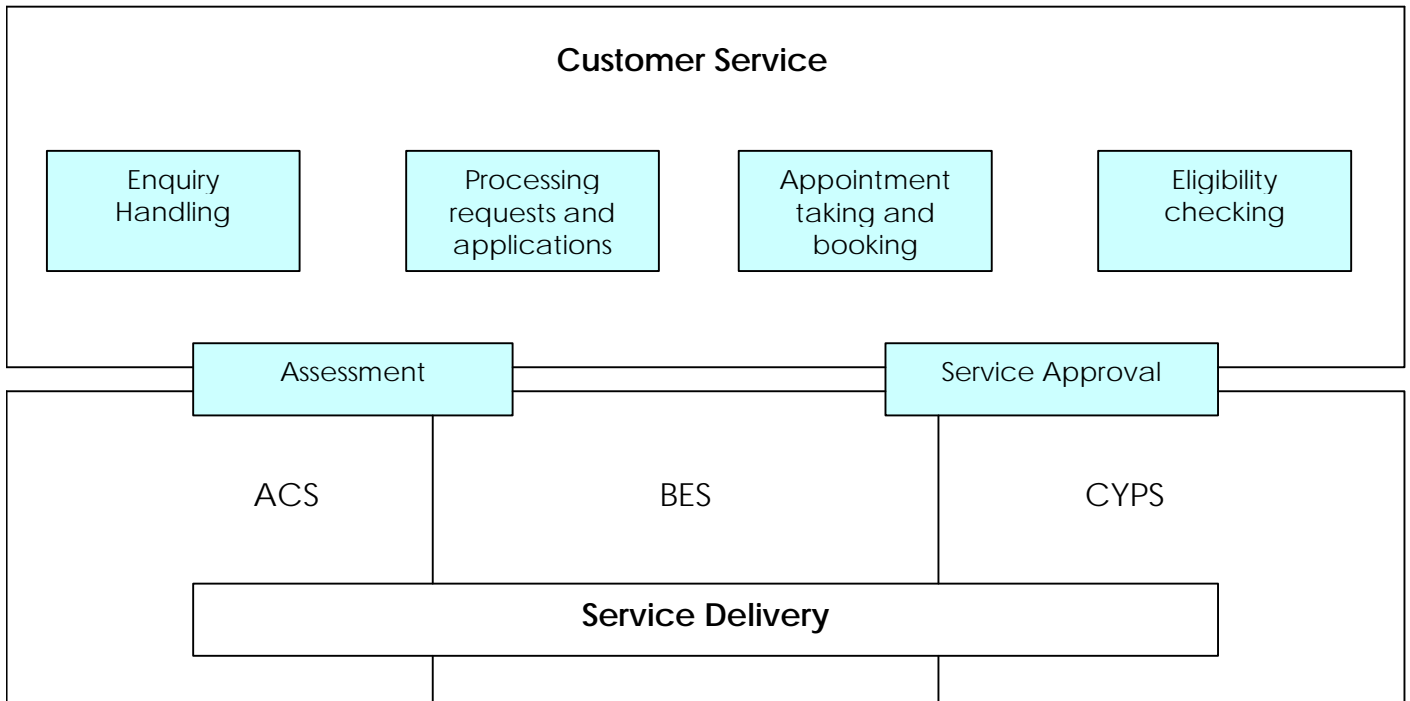 Customer Service
Enquiry
Handling
Processing
requests and
applications
Appointment
taking and
booking
Eligibility
checking
Assessment
Service Approval
ACS
BES
CYPS
Service Delivery